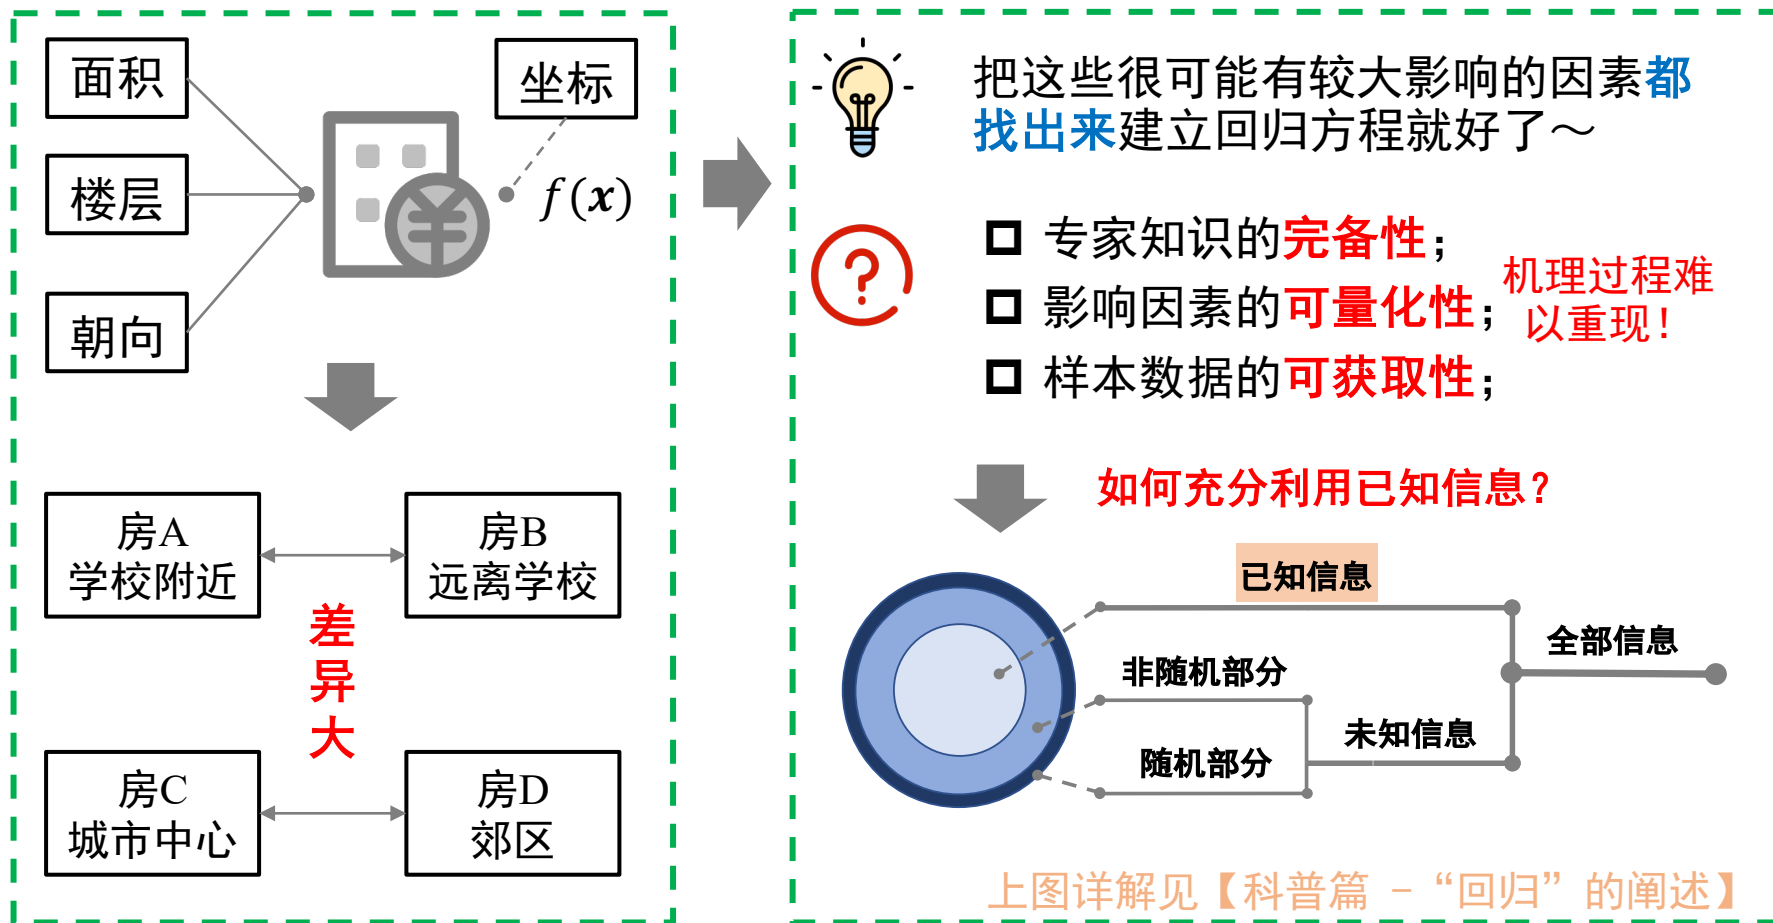 面积
坐标
楼层
f(x)
朝向
房A
学校附近
房B
远离学校
差
异
大
房C
城市中心
房D
郊区
把这些很可能有较大影响的因素都
找出来建立回归方程就好了～
专家知识的完备性；
影响因素的可量化性；
样本数据的可获取性；
机理过程难
以重现！
如何充分利用已知信息？
已知信息
全部信息
非随机部分
未知信息
随机部分
上图详解见【科普篇 - “回归”的阐述】